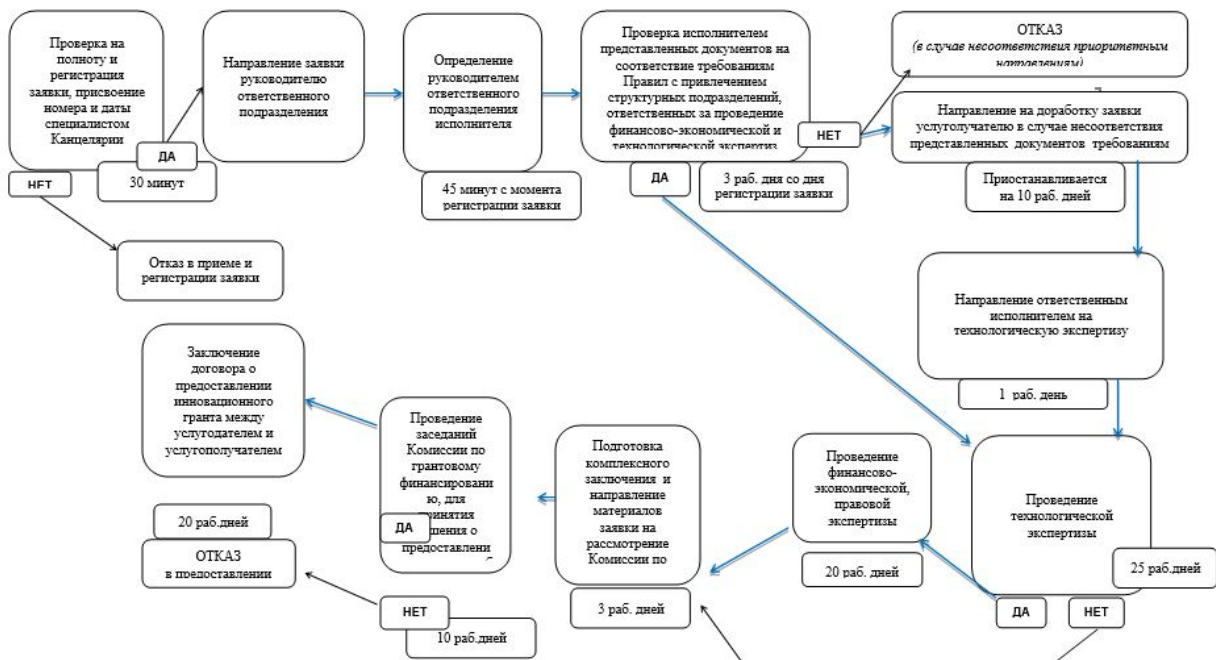 Проверка на
полноту и
регистрация
заявки, присвоение
номера и даты
специалистом
Канцелярии
ДА
30 минут
НЕТ
Отказ в приеме и
регистрации заявки
Направление заявки
руководителю
ответственного
подразделения
Определение
руководителем
ответственного
подразделения
исполнителя
45 минут с момента
регистрации заявки
Проверка исполнителем
представленных документов на
соответствие требованиям
Правил с привлечением
структурных подразделений,
ответственных за проведение
финансово-экономической и
технологической экспертиз
НЕТ
ДА
3 раб. дня со дня
регистрации заявки
ОТКАЗ
(в случае несоответствия приоритетным
направлениям)
Направление на доработку заявки
услуголучателю в случае несоответствия
представленных документов требованиям
Приостанавливается
на 10 раб. дней
Направление ответственным
исполнителем на
технологическую экспертизу
1 раб. день
Проведение
технологической
экспертизы
25 раб.дней
ДА
НЕТ
Проведение
финансово-
экономической,
правовой
экспертизы
20 раб. дней
Подготовка
комплексного
заключения и
направление
материалов
заявки на
рассмотрение
Комиссии по
3 раб. дней
Проведение
заседаний
Комиссии по
грантовому
финансировани
ю, для
о
предоставлени
ДА
НЕТ
10 раб.дней
Заключение
договора о
предоставлении
инновационного
гранта между
услугодателем и
услугополучателем
20 раб.дней
ОТКАЗ
в предоставлении